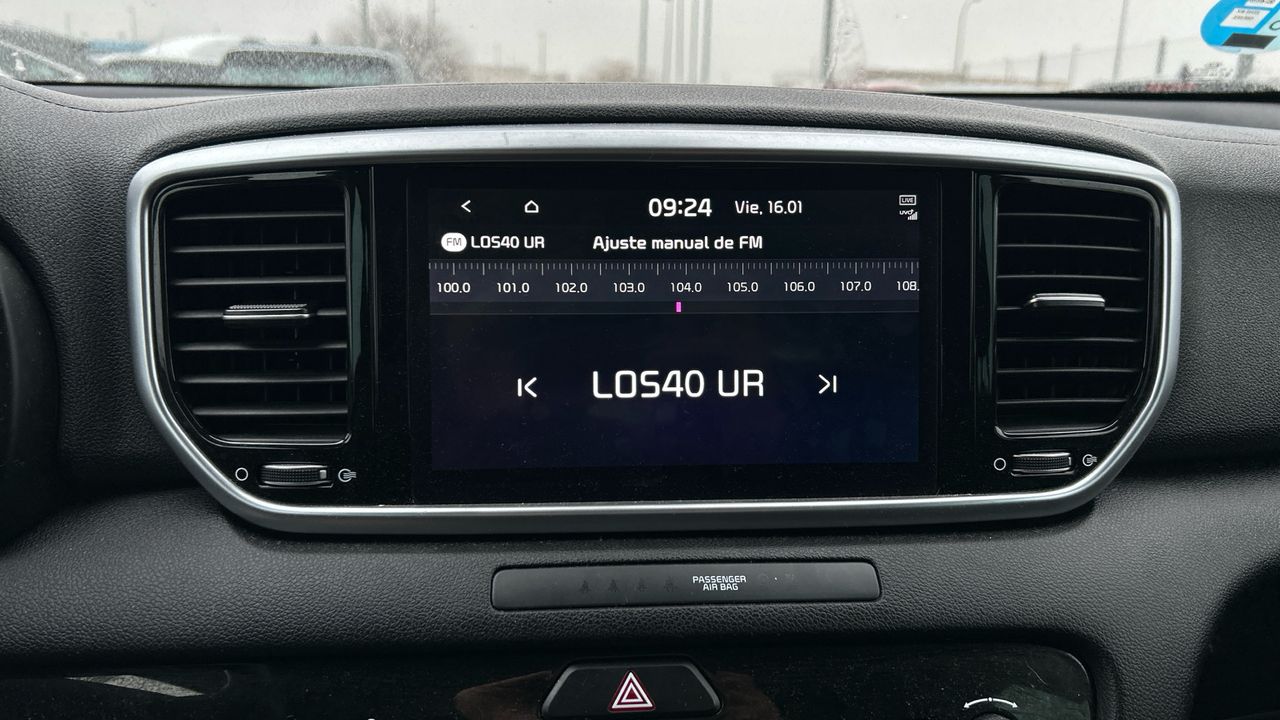 09:24 Vie, 16.01 LIVE
UVO
FM LOS40 UR Ajuste manual de FM
100.0 101.0 102.0 103.0 104.0 105.0 106.0 107.0 108.
LOS40 UR
PASSENGER
AIR BAG